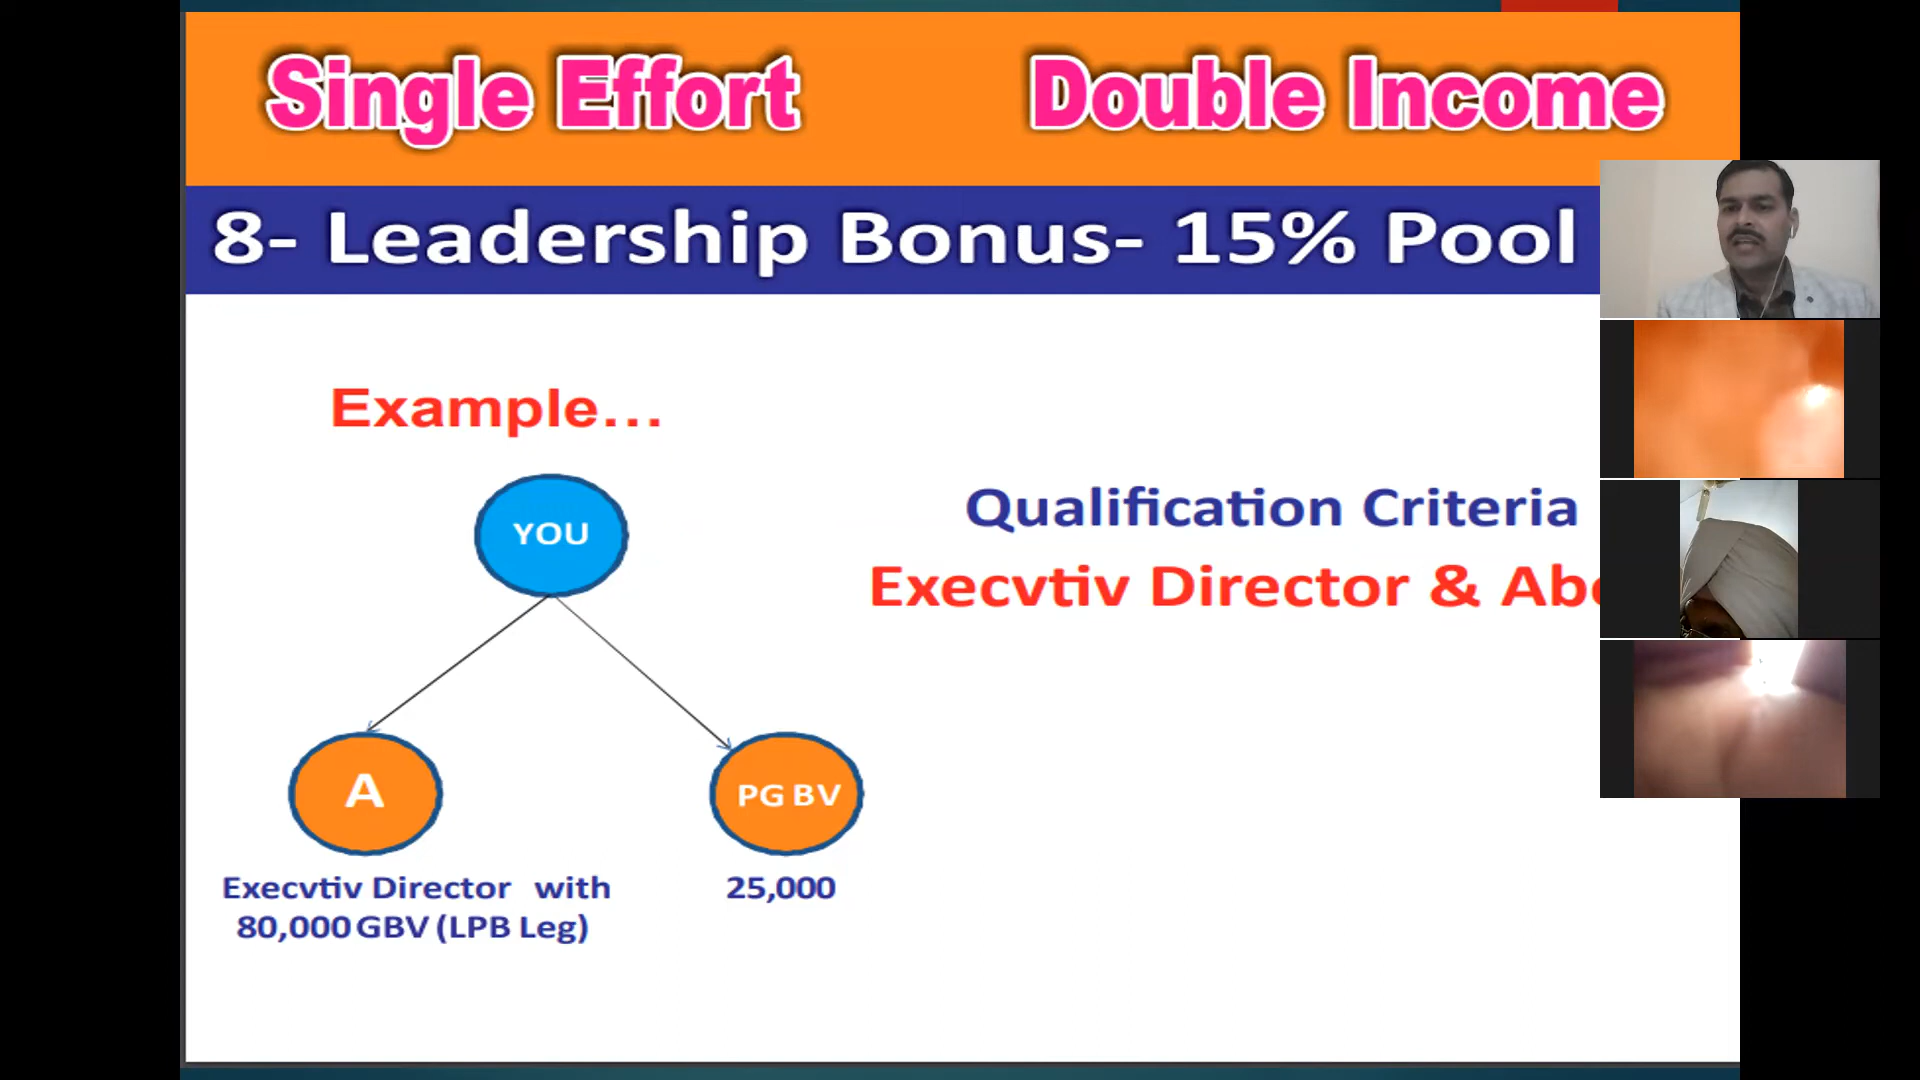 Single Effort Double Income
8- Leadership Bonus- 15% Pool
Example...
YOU
Qualification Criteria
Execvtiv Director &
A
PG BV
Execvtiv Director with
80,000 GBV (LPB Leg)
25,000